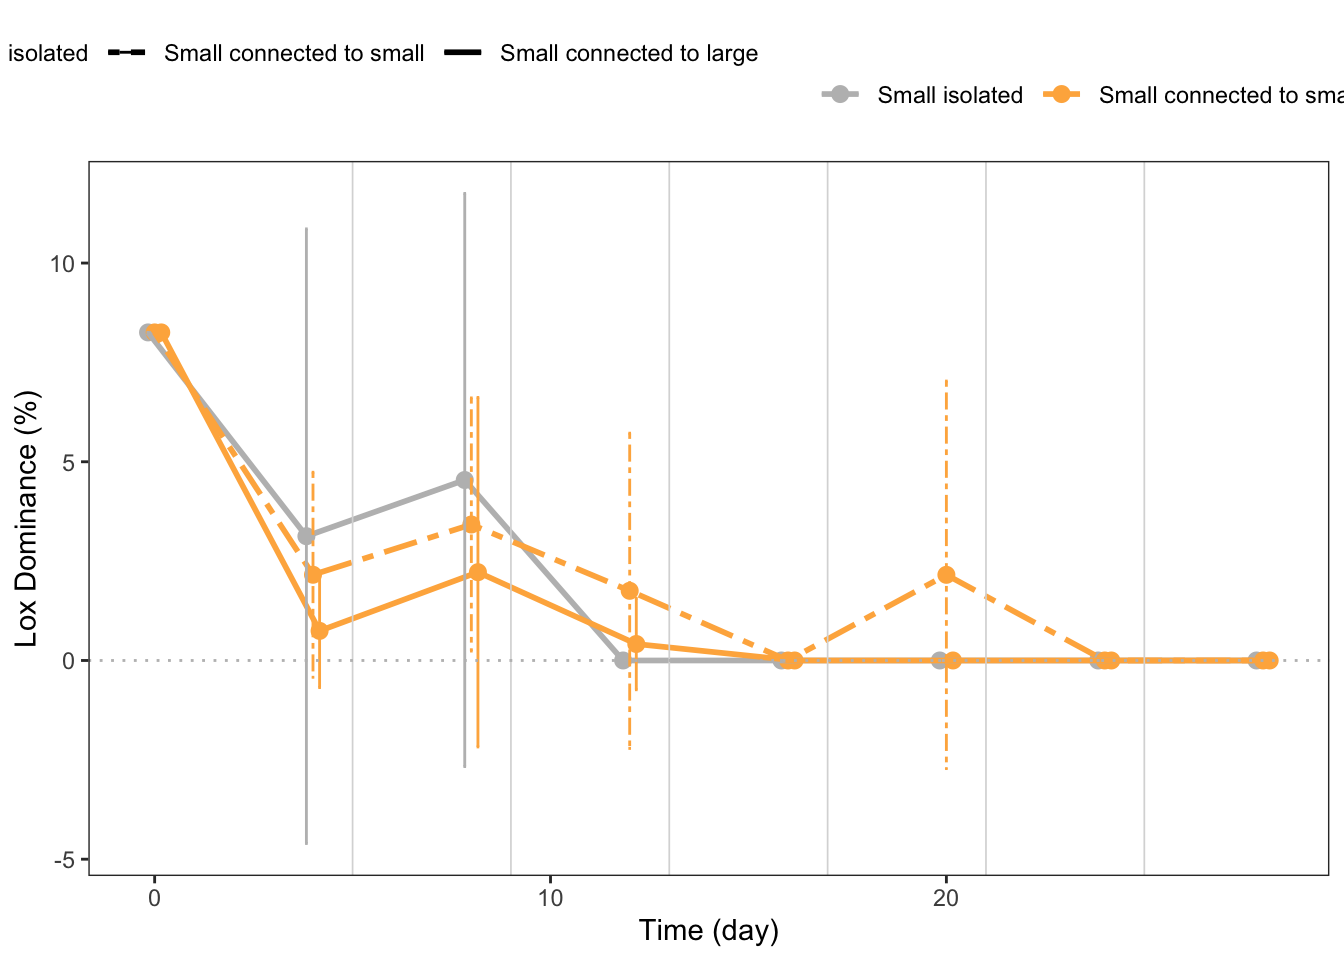 isolated Small connected to small Small connected to large
Small isolated Small connected to sma
10
5
0
-5
Lox Dominance (%)
0 10 20
Time (day)